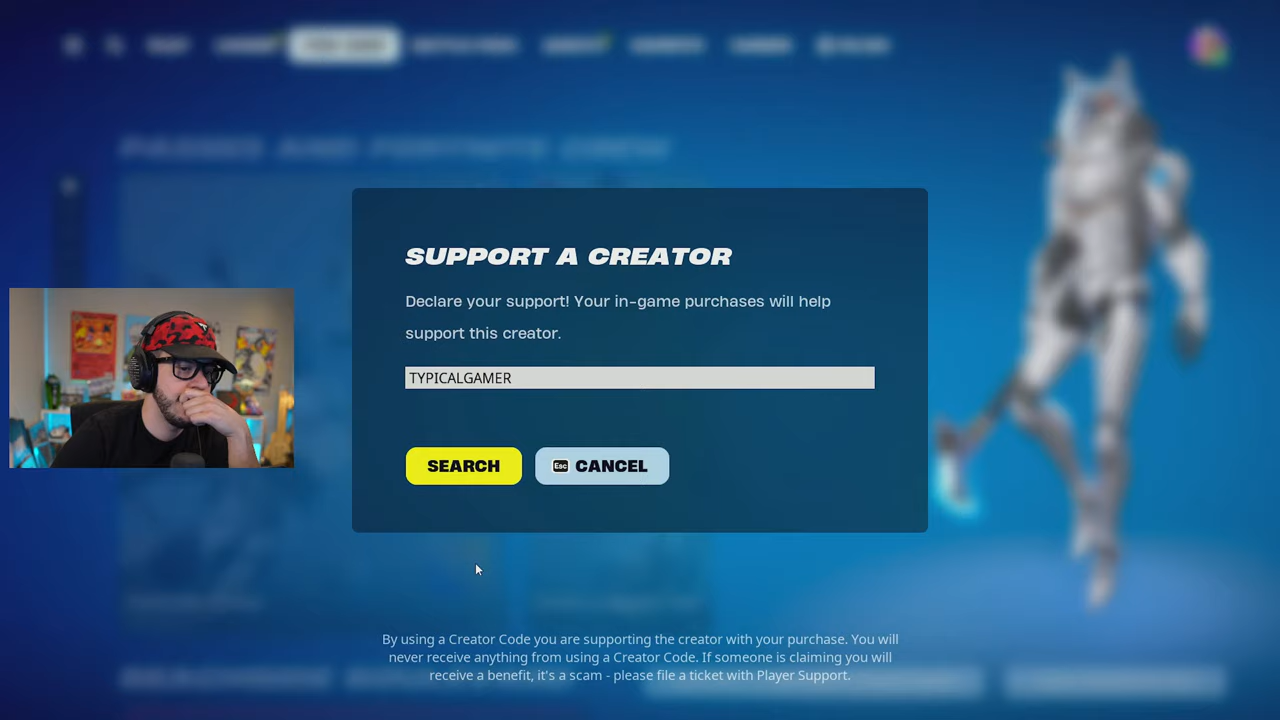 SUPPORT A CREATOR
Declare your support! Your in-game purchases will help
support this creator.
TYPICALGAMER
SEARCH
Esc CANCEL
By using a Creator Code you are supporting the creator with your purchase. You will
never receive anything from using a Creator Code. If someone is claiming you will
receive a benefit, it's a scam - please file a ticket with Player Support.